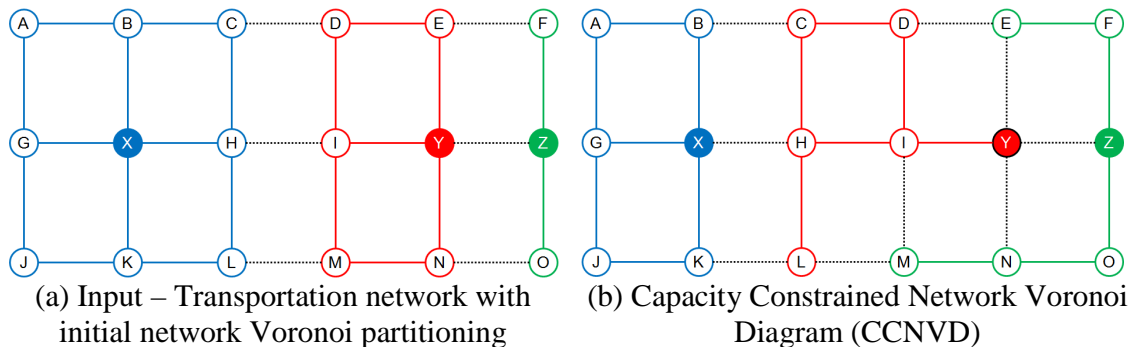 A B C D E F
G X H I Y Z
J K L M N O
(a) Input – Transportation network with
initial network Voronoi partitioning
A B C D E F
G X H I Y Z
J K L M N O
(b) Capacity Constrained Network Voronoi
Diagram (CCNVD)